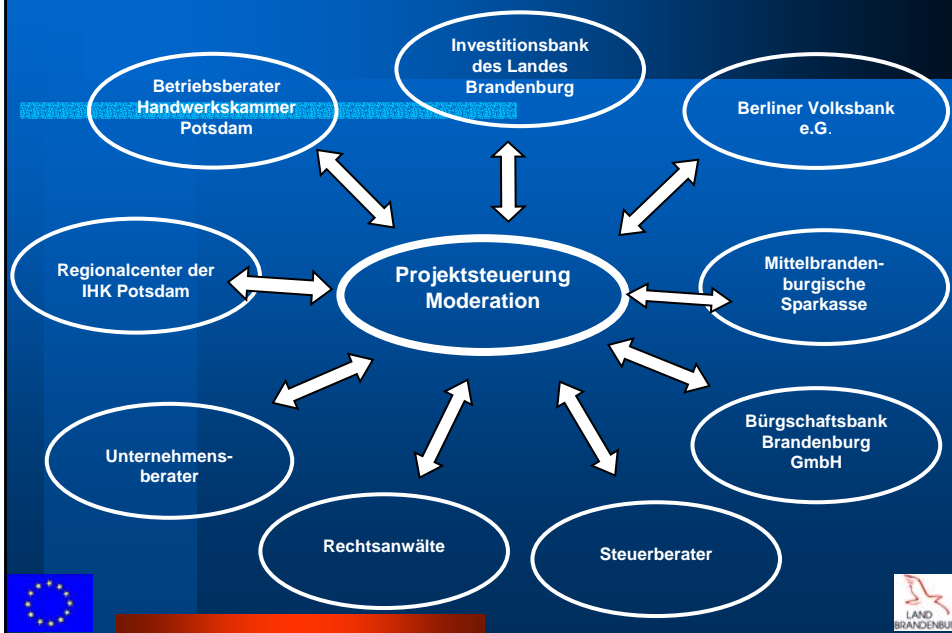 Investitionsbank
des Landes
Brandenburg
Betriebsberater
Handwerkskammer
Potsdam
Berliner Volksbank
e.G.
Regionalcenter der
IHK Potsdam
Projektsteuerung
Moderation
Mittelbranden-
burgische
Sparkasse
Bürgschaftsbank
Brandenburg
GmbH
Unternehmens-
berater
Rechtsanwälte
Steuerberater
LAND
BRANDENBU